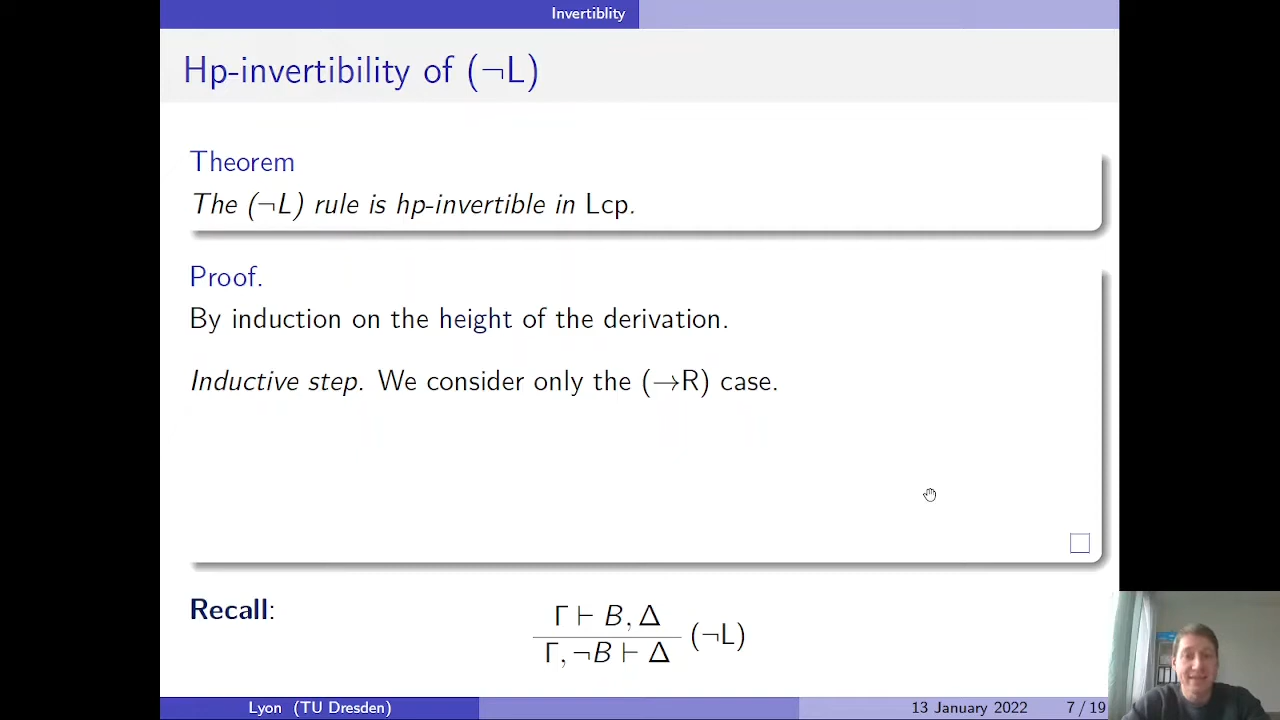 Invertiblity
Hp-invertibility of (¬L)
Theorem
The (¬L) rule is hp-invertible in Lcp.
Proof.
By induction on the height of the derivation.
Inductive step. We consider only the (→R) case.
Recall:
Γ ⊢ B, Δ
(¬L)
Γ, ¬B ⊢ Δ
Lyon (TU Dresden)
13 January 2022
7 / 19